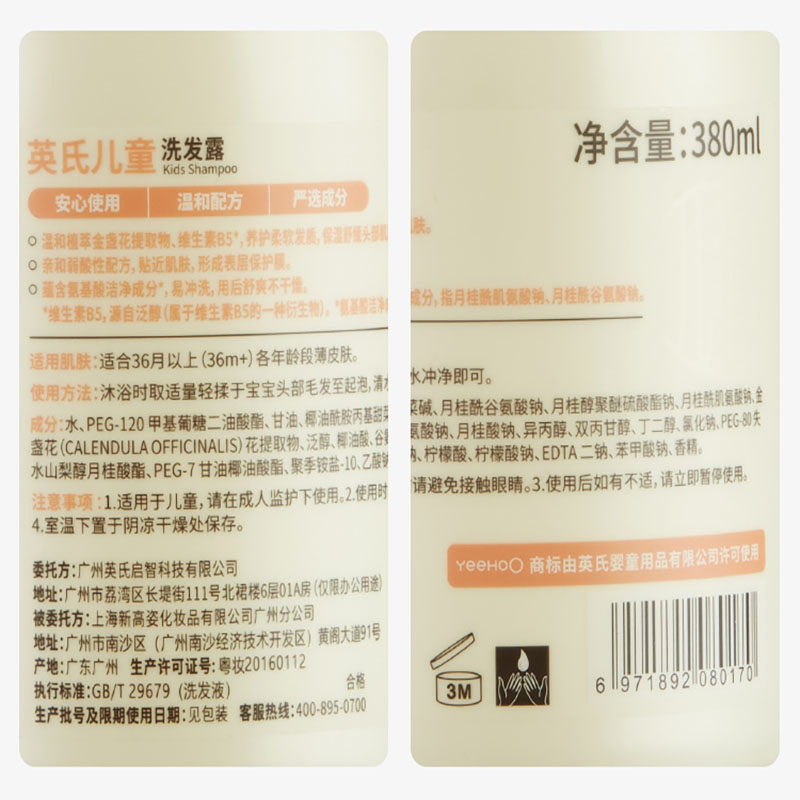 英氏儿童 洗发露
Kids Shampoo
安心使用 温和配方 严选成分
温和植萃金盏花提取物、维生素B5*,养护柔软发质,保湿舒缓头部肌
亲和弱酸性配方,贴近肌肤,形成表层保护膜。
蕴含氨基酸洁净成分*,易冲洗,用后舒爽不干燥。
*维生素B5,源自泛醇(属于维生素B5的一种衍生物)。*氨基酸洁净
适用肌肤:适合36月以上(36m+)各年龄段薄皮肤。
使用方法:沐浴时取适量轻揉于宝宝头部毛发至起泡,清水
成分:水、PEG-120 甲基葡糖二油酸酯、甘油、椰油酰胺丙基甜菜
盏花(CALENDULA OFFICINALIS)花提取物、泛醇、椰油酸、谷氨
水山梨醇月桂酸酯、PEG-7 甘油椰油酸酯、聚季铵盐-10、乙酸钠
注意事项:1.适用于儿童,请在成人监护下使用。2.使用时
4.室温下置于阴凉干燥处保存。
委托方:广州英氏启智科技有限公司
地址:广州市荔湾区长堤街111号北裙楼6层01A房(仅限办公用途)
被委托方:上海新高姿化妆品有限公司广州分公司
地址:广州市南沙区(广州南沙经济技术开发区)黄阁大道91号
产地:广东广州 生产许可证号:粤妆20160112
执行标准:GB/T 29679(洗发液) 合格
生产批号及限期使用日期:见包装 客服热线:400-895-0700
净含量:380ml
肤。
成分,指月桂酰肌氨酸钠、月桂酰谷氨酸钠。
水冲净即可。
菜碱、月桂酰谷氨酸钠、月桂醇聚醚硫酸酯钠、月桂酰肌氨酸钠、金
氨酸钠、月桂酸钠、异丙醇、双丙甘醇、丁二醇、氯化钠、PEG-80 失
钠、柠檬酸、柠檬酸钠、EDTA 二钠、苯甲酸钠、香精。
请避免接触眼睛。3.使用后如有不适,请立即暂停使用。
YEEHOO 商标由英氏婴童用品有限公司许可使用
3M
6 971892 080170